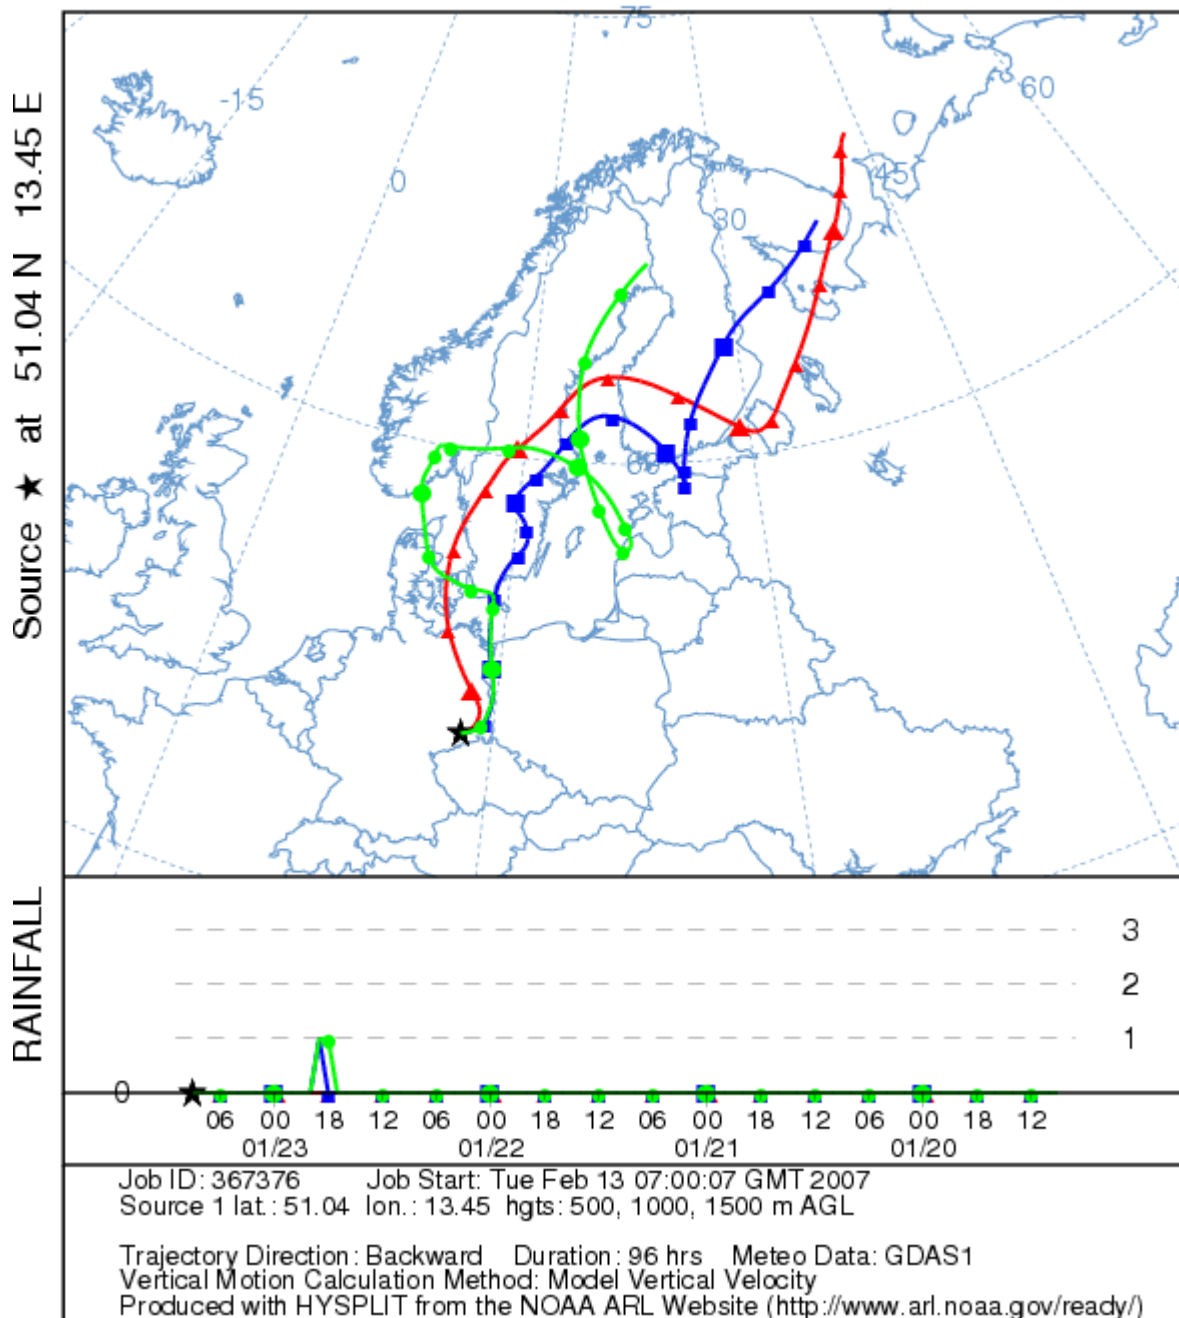 75
-15
60
0
45
30
60
Source ★ at 51.04 N 13.45 E
RAINFALL
3
2
1
0
06 00 18 12 06 00 18 12 06 00 18 12 06 00 18 12
01/23 01/22 01/21 01/20
Job ID: 367376 Job Start: Tue Feb 13 07:00:07 GMT 2007
Source 1 lat.: 51.04 lon.: 13.45 hgts: 500, 1000, 1500 m AGL
Trajectory Direction: Backward Duration: 96 hrs Meteo Data: GDAS1
Vertical Motion Calculation Method: Model Vertical Velocity
Produced with HYSPLIT from the NOAA ARL Website (http://www.arl.noaa.gov/ready/)